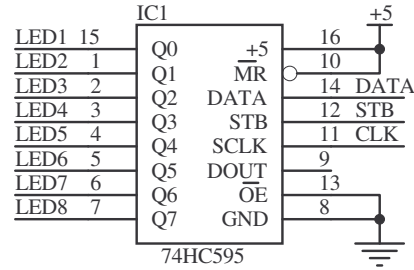 IC1 +5
LED1 15 Q0 +5 16
LED2 1 Q1 MR 10
LED3 2 Q2 DATA 14 DATA
LED4 3 Q3 STB 12 STB
LED5 4 Q4 SCLK 11 CLK
LED6 5 Q5 DOUT 9
LED7 6 Q6 OE 13
LED8 7 Q7 GND 8
74HC595